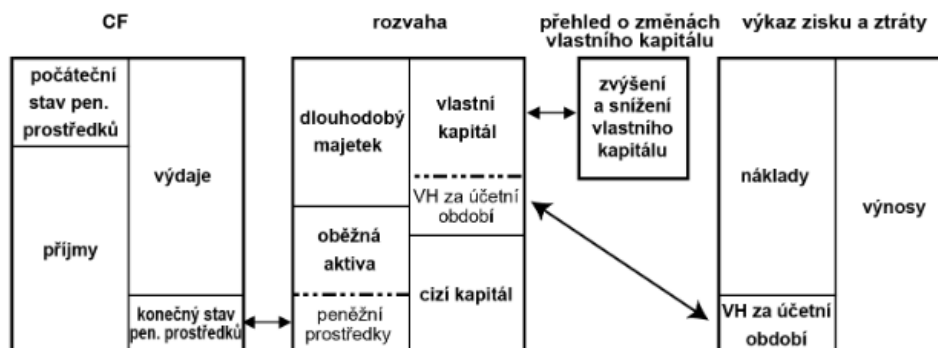 CF
rozvaha
přehled o změnách
vlastního kapitálu
výkaz zisku a ztráty
počáteční
stav pen.
prostředků
příjmy
výdaje
konečný stav
pen. prostředků
dlouhodobý
majetek
oběžná
aktiva
peněžní
prostředky
vlastní
kapitál
VH za účetní
období
cizí kapitál
zvýšení
a snížení
vlastního
kapitálu
náklady
VH za účetní
období
výnosy